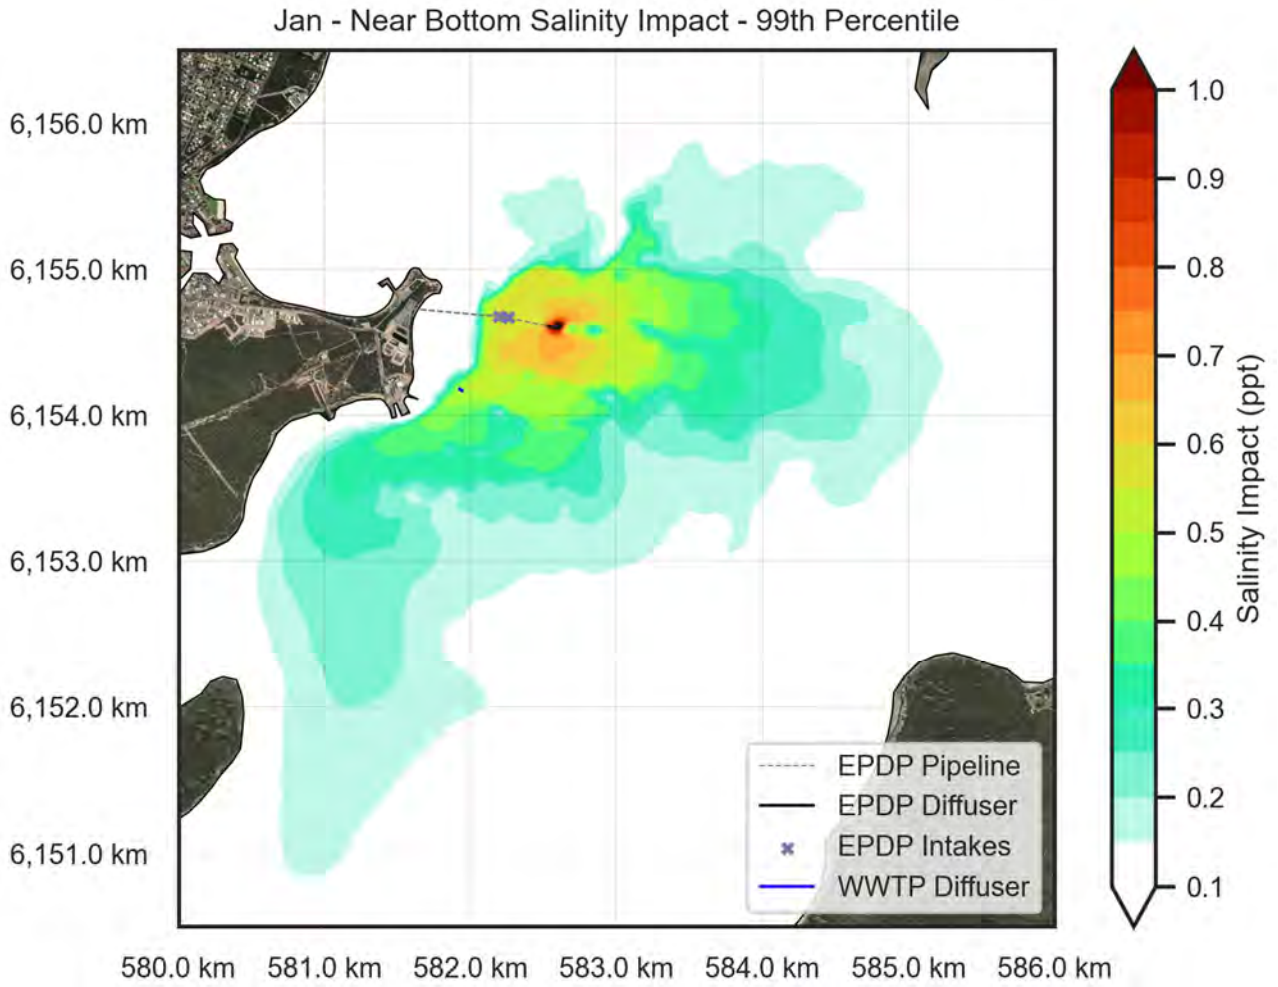 Jan - Near Bottom Salinity Impact - 99th Percentile
6,156.0 km
6,155.0 km
6,154.0 km
6,153.0 km
6,152.0 km
6,151.0 km
580.0 km
581.0 km
582.0 km
583.0 km
584.0 km
585.0 km
586.0 km
EPDP Pipeline
EPDP Diffuser
EPDP Intakes
WWTP Diffuser
1.0
0.9
0.8
0.7
0.6
0.5
0.4
0.3
0.2
0.1
Salinity Impact (ppt)